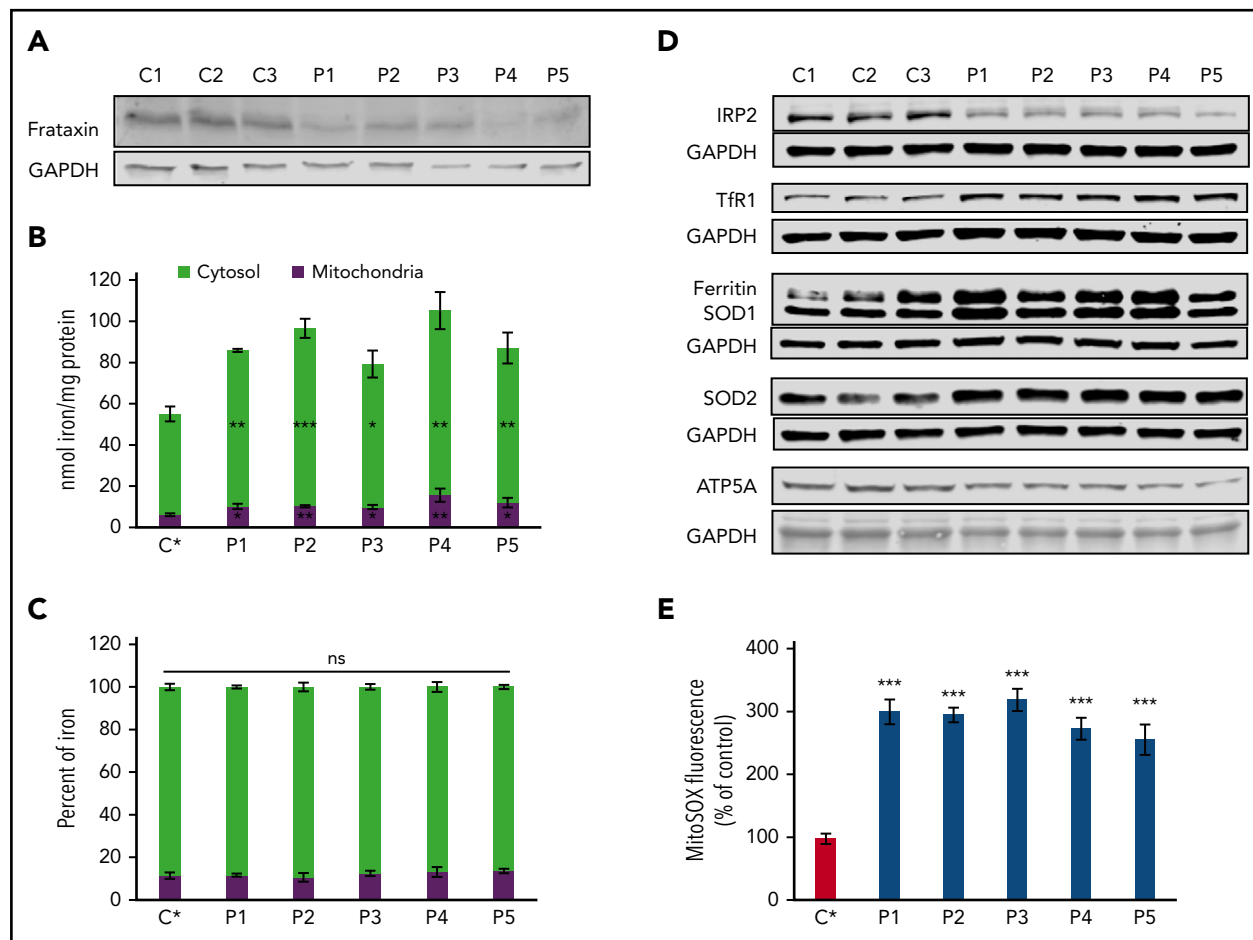 A
C1 C2 C3 P1 P2 P3 P4 P5
Frataxin
GAPDH
B
Cytosol Mitochondria
nmol iron/mg protein
120
100
80
60
40
20
0
** *** * ** **
* ** * ** *
C* P1 P2 P3 P4 P5
C
Percent of iron
120
100
80
60
40
20
0
ns
C* P1 P2 P3 P4 P5
D
C1 C2 C3 P1 P2 P3 P4 P5
IRP2
GAPDH
TfR1
GAPDH
Ferritin
SOD1
GAPDH
SOD2
GAPDH
ATP5A
GAPDH
E
MitoSOX fluorescence
(% of control)
400
300
200
100
0
*** *** *** *** ***
C* P1 P2 P3 P4 P5